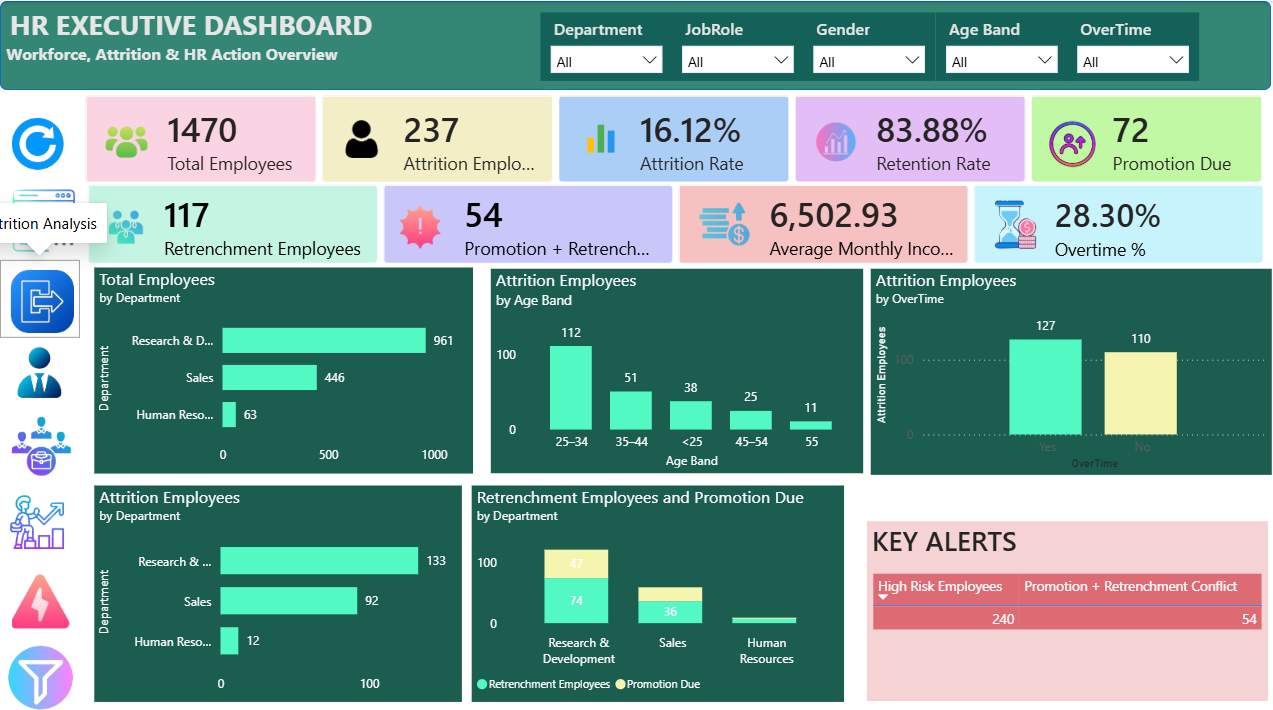 HR EXECUTIVE DASHBOARD
Workforce, Attrition & HR Action Overview
Department JobRole Gender Age Band OverTime
All All All All All
1470
Total Employees
237
Attrition Emplo...
16.12%
Attrition Rate
83.88%
Retention Rate
72
Promotion Due
trition Analysis
117
Retrenchment Employees
54
Promotion + Retrench...
6,502.93
Average Monthly Inco...
28.30%
Overtime %
Total Employees
by Department
Department
Research & D... 961
Sales 446
Human Reso... 63
0 500 1000
Attrition Employees
by Age Band
100
0
112 51 38 25 11
25–34 35–44 <25 45–54 55
Age Band
Attrition Employees
by OverTime
Attrition Employees
100
0
127 110
Yes No
OverTime
Attrition Employees
by Department
Department
Research & ... 133
Sales 92
Human Reso... 12
0 100
Retrenchment Employees and Promotion Due
by Department
100
0
47
74
36
Research & Development
Sales
Human Resources
Retrenchment Employees Promotion Due
KEY ALERTS
High Risk Employees Promotion + Retrenchment Conflict
240 54